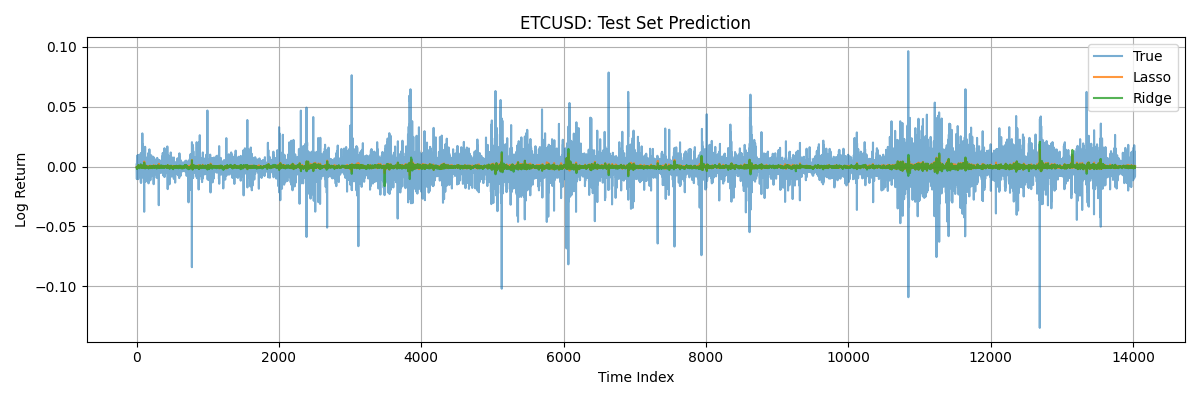 ETCUSD: Test Set Prediction
True
Lasso
Ridge
0.10
0.05
0.00
−0.05
−0.10
Log Return
0 2000 4000 6000 8000 10000 12000 14000
Time Index